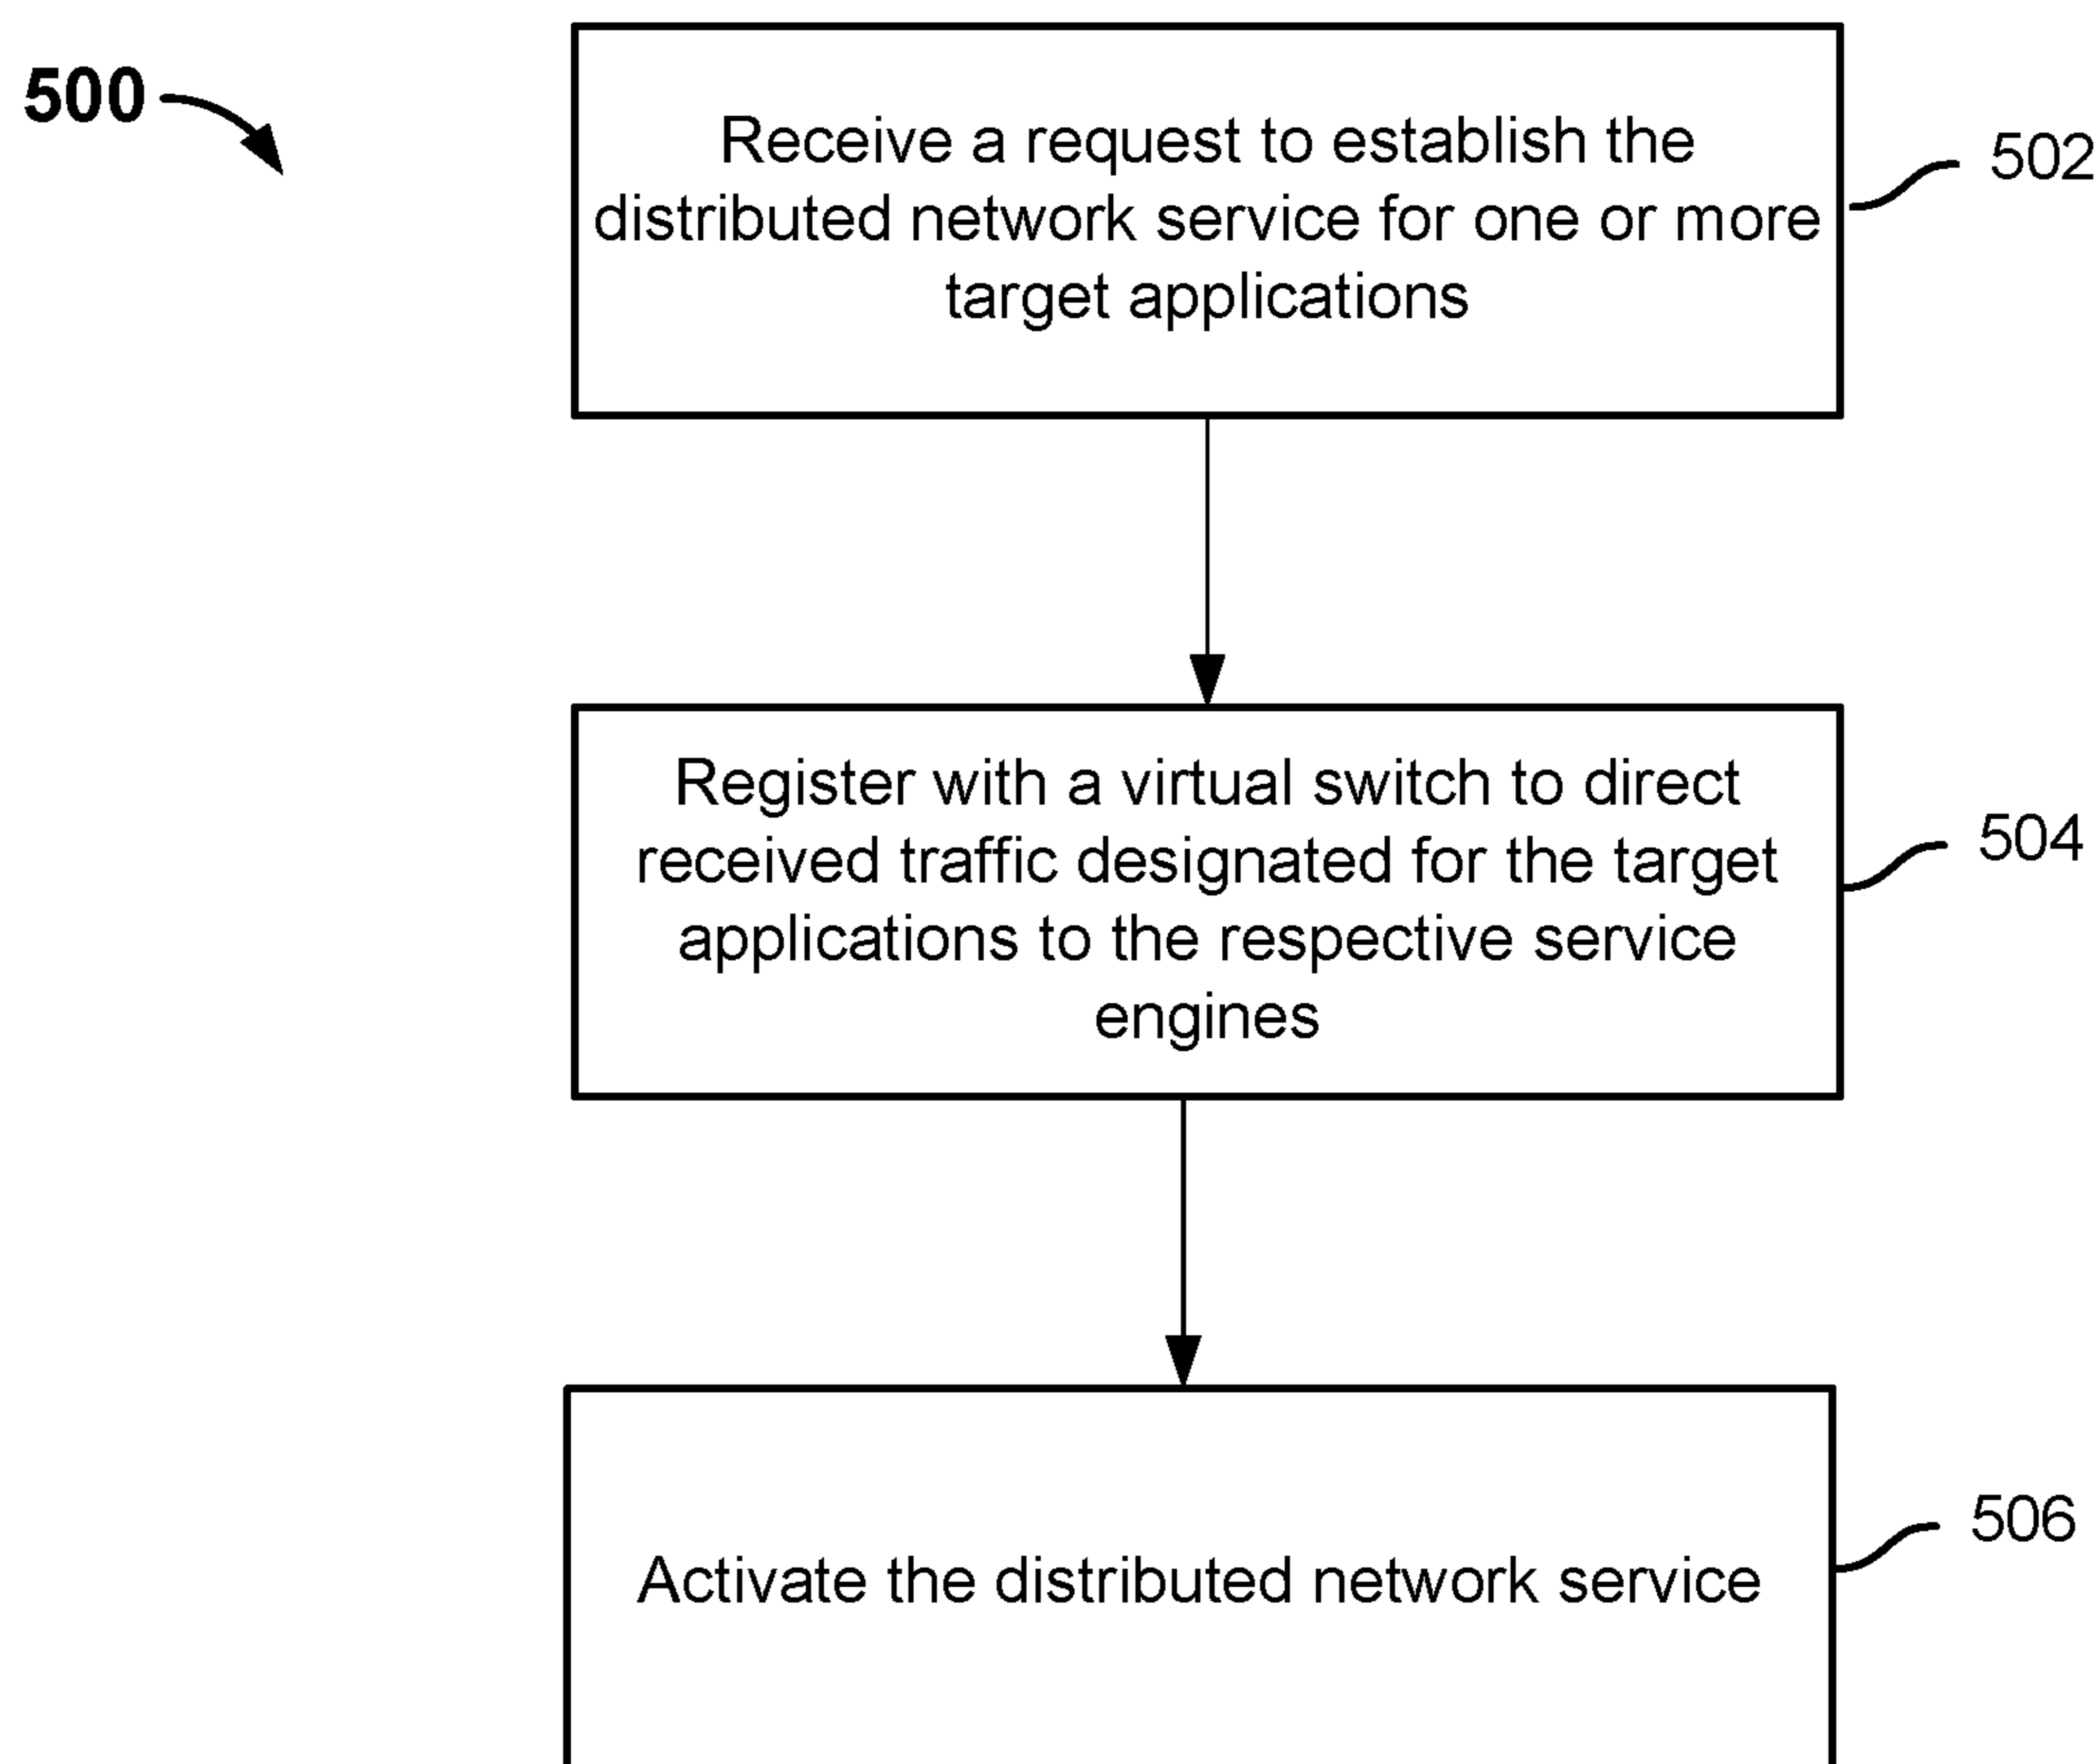 500
Receive a request to establish the
distributed network service for one or more
target applications
502
Register with a virtual switch to direct
received traffic designated for the target
applications to the respective service
engines
504
Activate the distributed network service
506